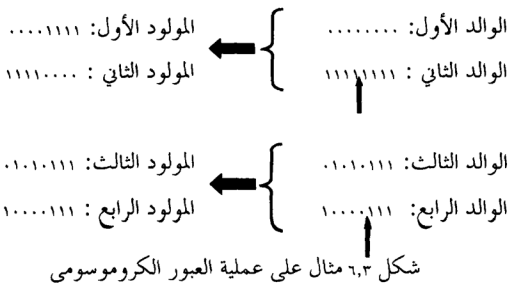 الوالد الأول: ٠٠٠٠٠٠٠٠ المولود الأول: ٠٠٠٠١١١١
الوالد الثاني : ١١١١١١١١ المولود الثاني : ١١١١٠٠٠٠
الوالد الثالث: ٠١٠١٠١١١ المولود الثالث: ٠١٠١٠١١١
الوالد الرابع: ١٠٠٠٠١١١ المولود الرابع : ١٠٠٠٠١١١
شكل ٦,٣ مثال على عملية العبور الكروموسومي